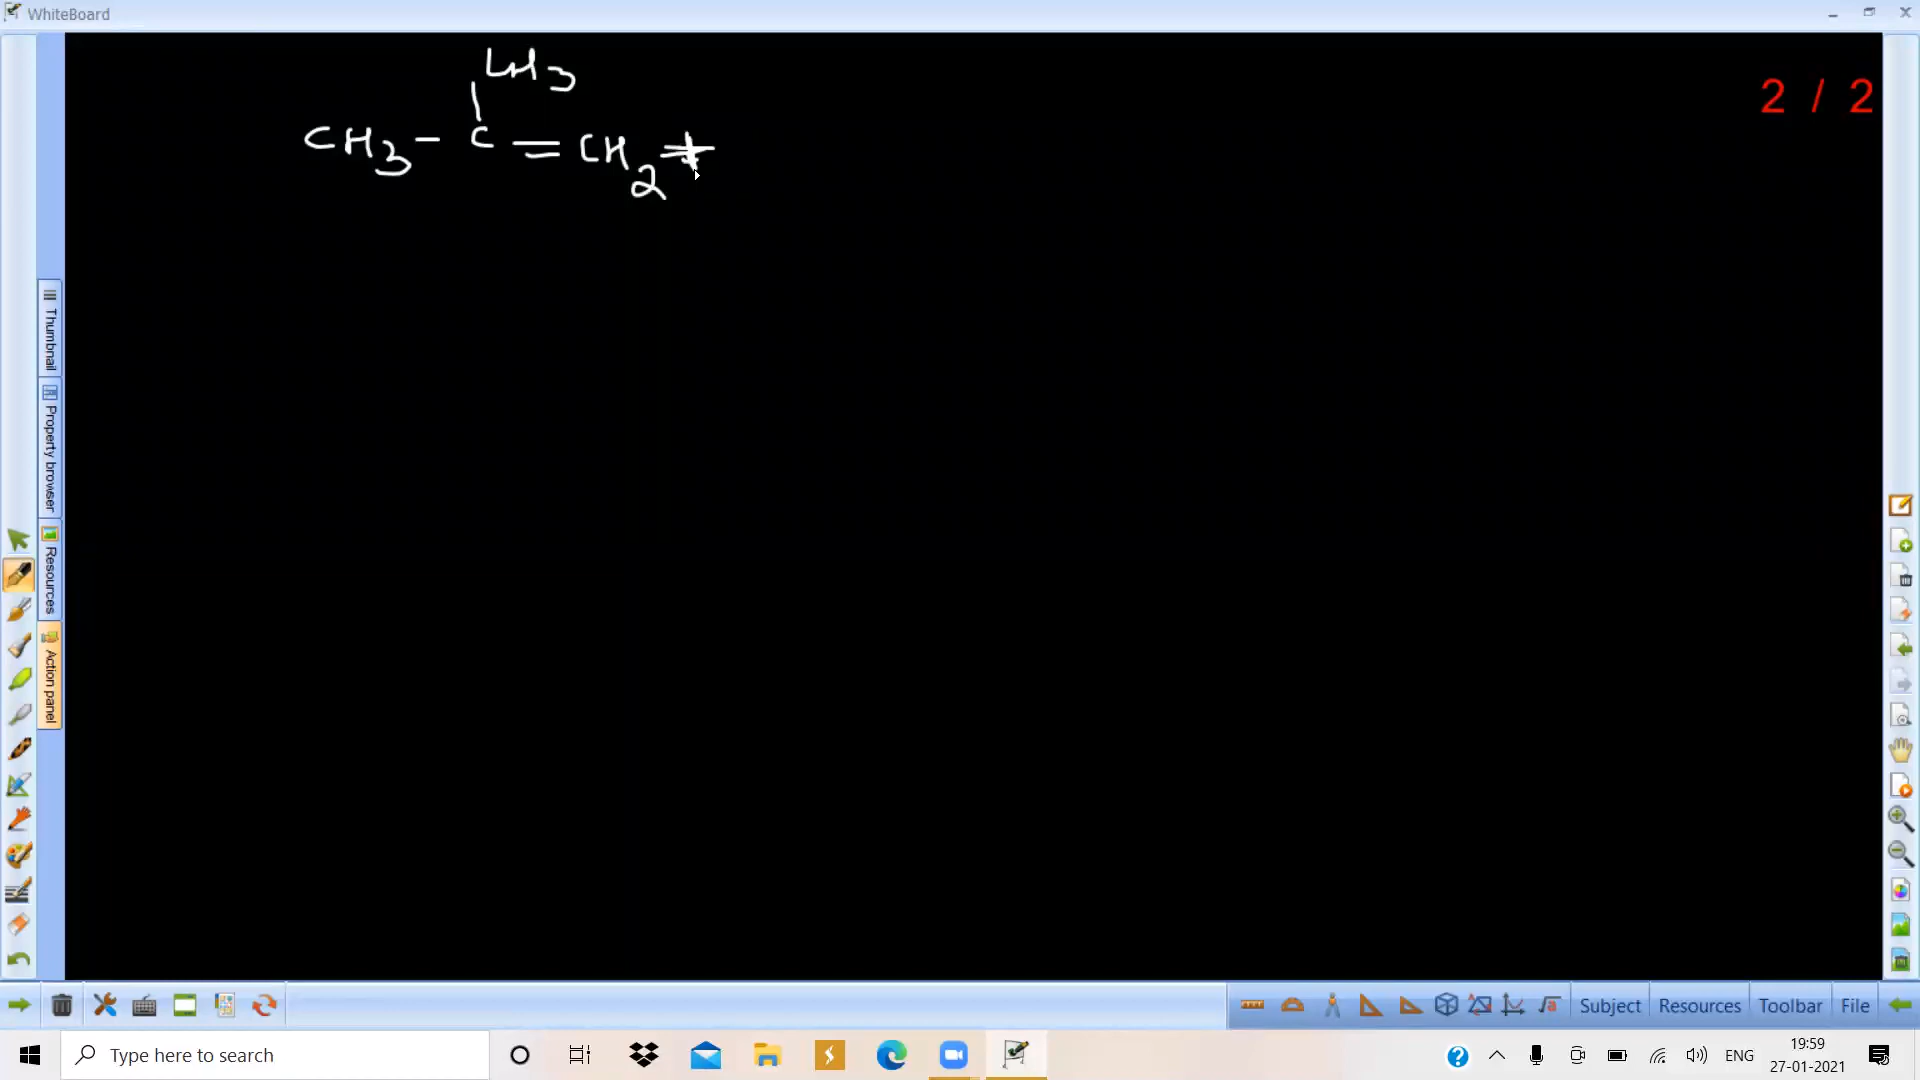 WhiteBoard
2 / 2
CH3
CH3 - C = CH2 +
Thumbnail
Property browser
Resources
Action panel
Subject
Resources
Toolbar
File
Type here to search
ENG
19:59
27-01-2021